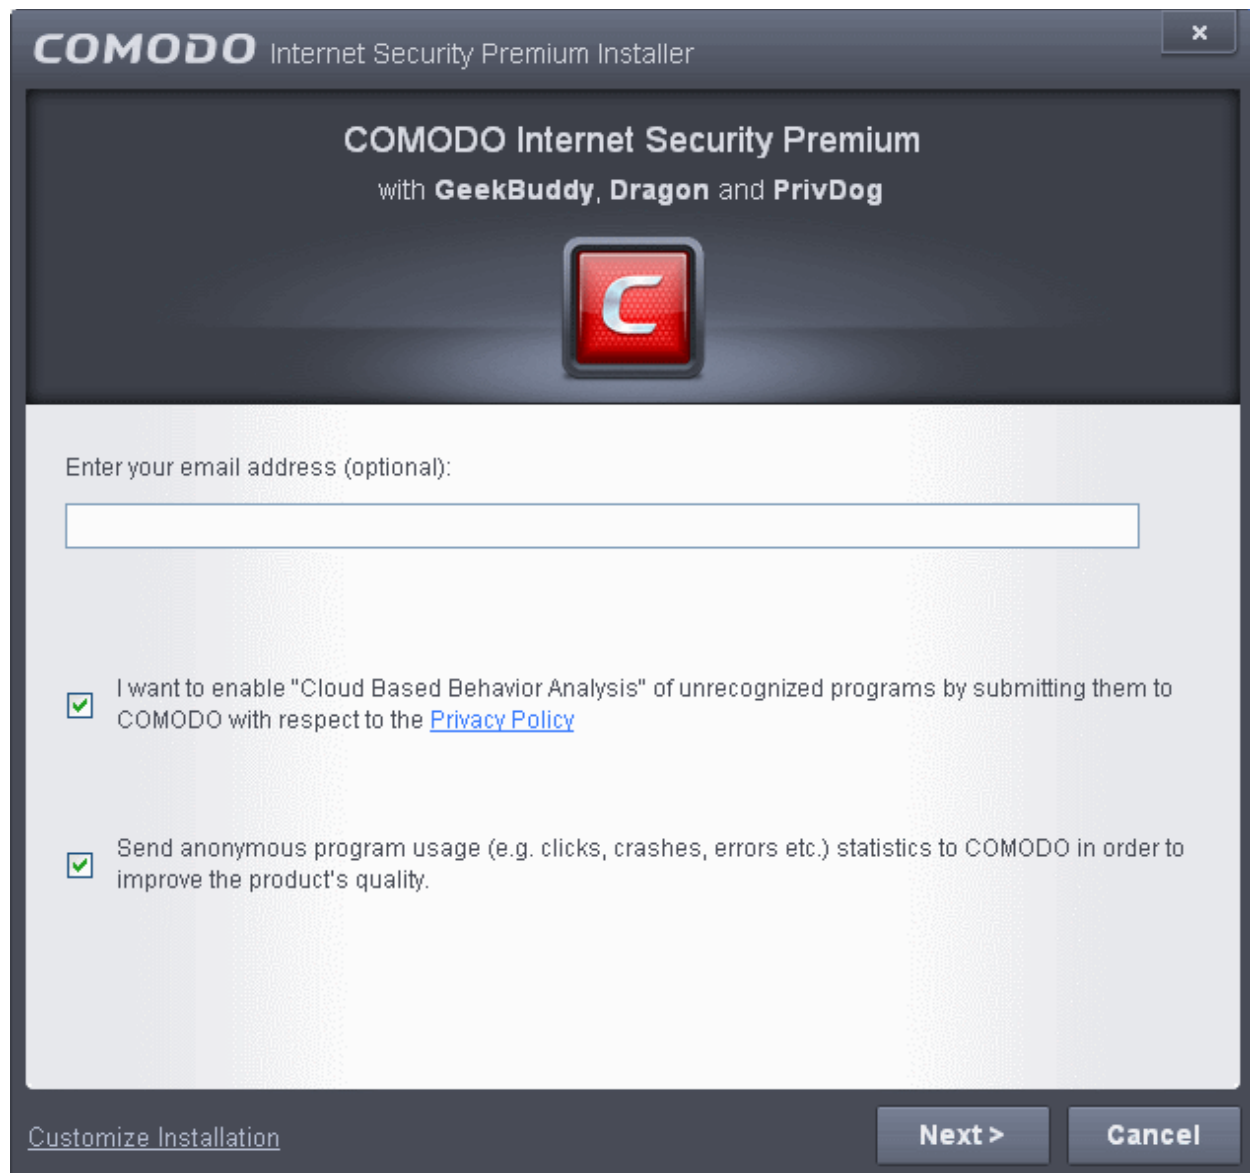 COMODO Internet Security Premium Installer
x
COMODO Internet Security Premium
with GeekBuddy, Dragon and PrivDog
C
Enter your email address (optional):
I want to enable "Cloud Based Behavior Analysis" of unrecognized programs by submitting them to
COMODO with respect to the Privacy Policy
Send anonymous program usage (e.g. clicks, crashes, errors etc.) statistics to COMODO in order to
improve the product's quality.
Customize Installation
Next >
Cancel